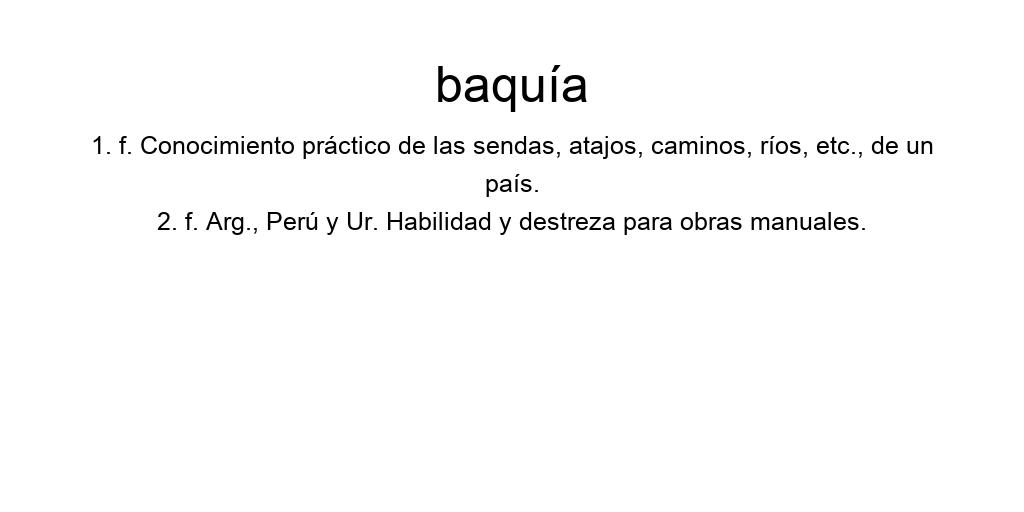 baquía
1. f. Conocimiento práctico de las sendas, atajos, caminos, ríos, etc., de un
país.
2. f. Arg., Perú y Ur. Habilidad y destreza para obras manuales.